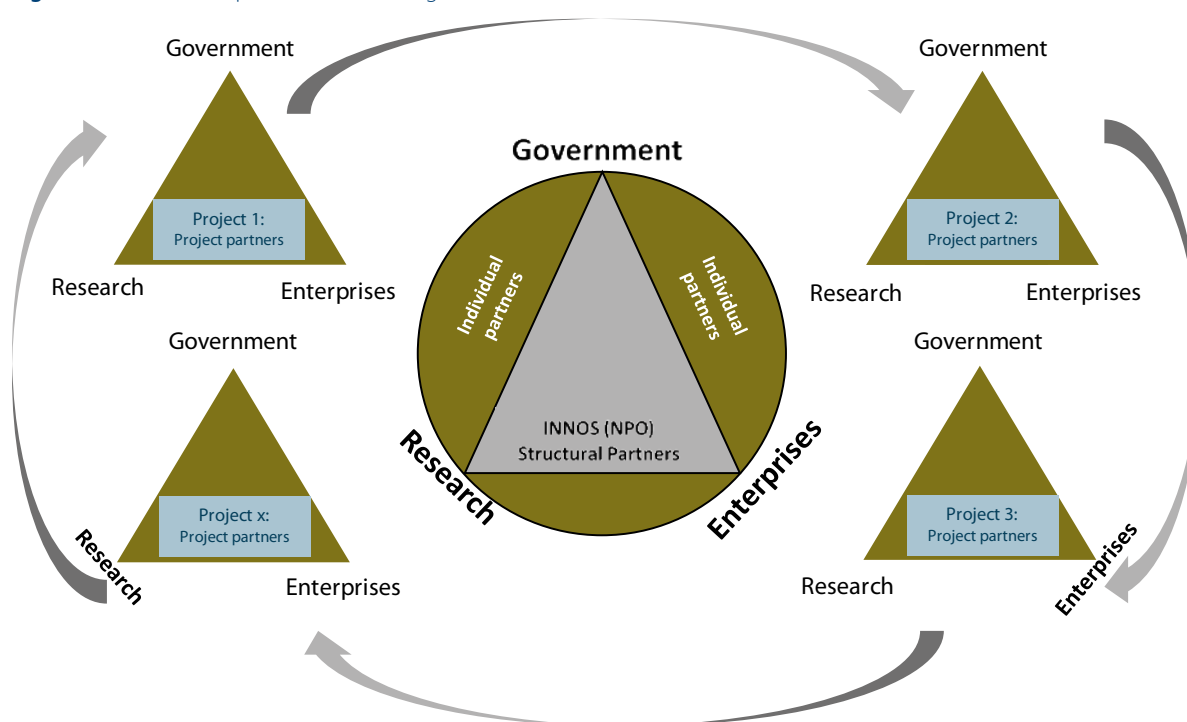 Government
Project 1:
Project partners
Research
Enterprises
Government
Project 2:
Project partners
Research
Enterprises
Government
Individual
partners
Individual
partners
INNOS (NPO)
Structural Partners
Research
Enterprises
Government
Project x:
Project partners
Research
Enterprises
Government
Project 3:
Project partners
Research
Enterprises